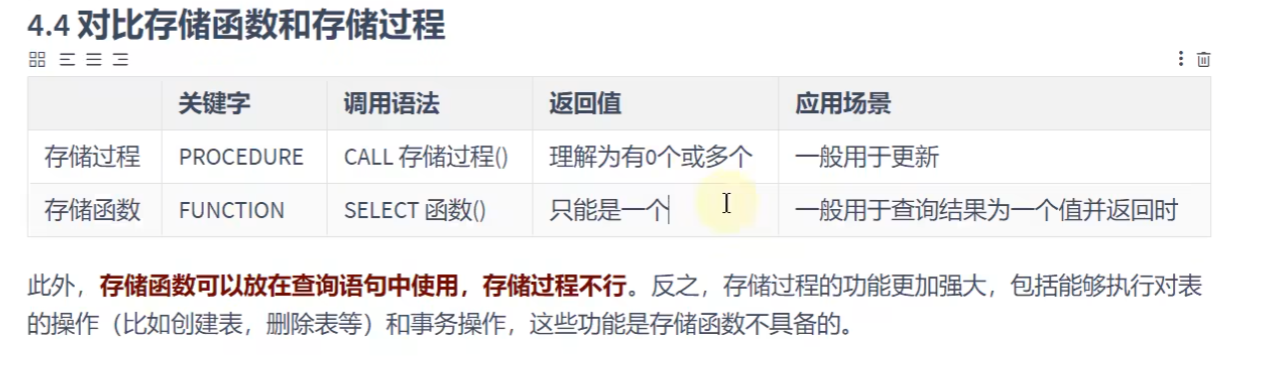 4.4 对比存储函数和存储过程
关键字 调用语法 返回值 应用场景
存储过程 PROCEDURE CALL 存储过程() 理解为有0个或多个 一般用于更新
存储函数 FUNCTION SELECT 函数() 只能是一个 一般用于查询结果为一个值并返回时
此外，存储函数可以放在查询语句中使用，存储过程不行。反之，存储过程的功能更加强大，包括能够执行对表
的操作（比如创建表，删除表等）和事务操作，这些功能是存储函数不具备的。